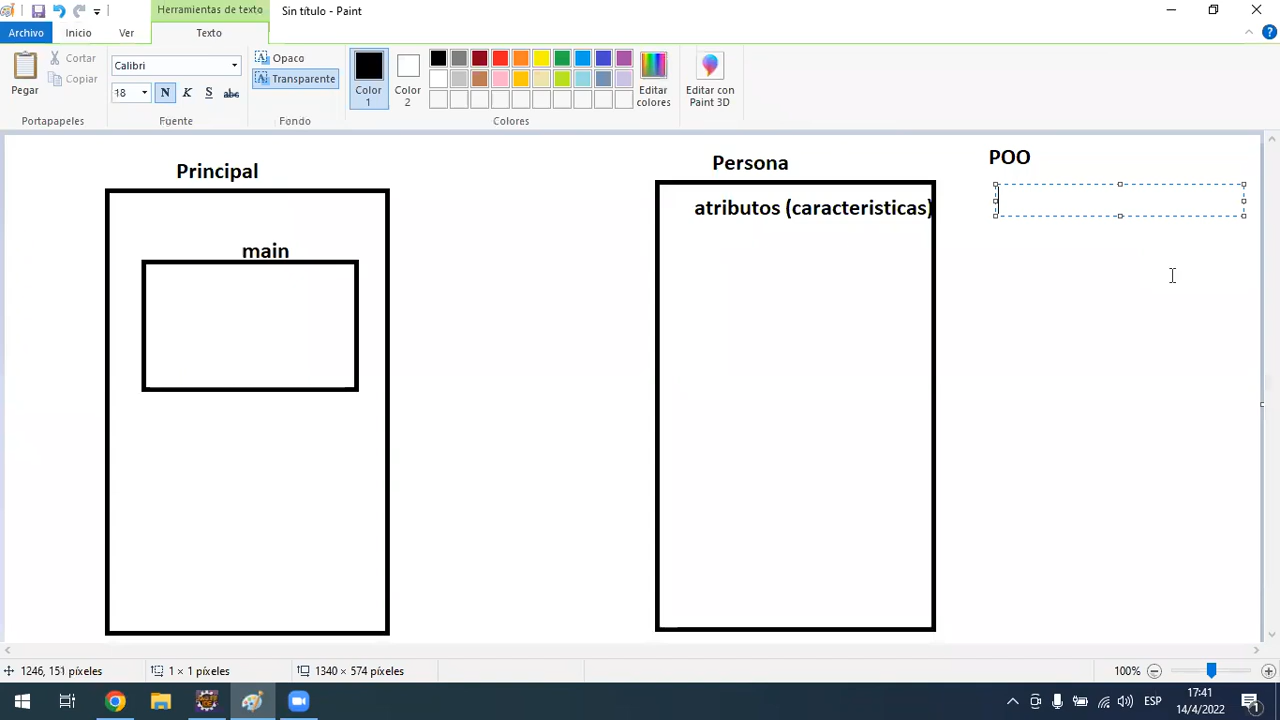 Herramientas de texto
Sin título - Paint
Archivo
Inicio
Ver
Texto
Pegar
Cortar
Copiar
Portapapeles
Calibri
18
N
K
S
abc
Fuente
Opaco
Transparente
Fondo
Color 1
Color 2
Colores
Editar colores
Editar con Paint 3D
Principal
Persona
POO
atributos (caracteristicas)
main
1246, 151 píxeles
1 × 1 píxeles
1340 × 574 píxeles
100%
ESP
17:41
14/4/2022
1